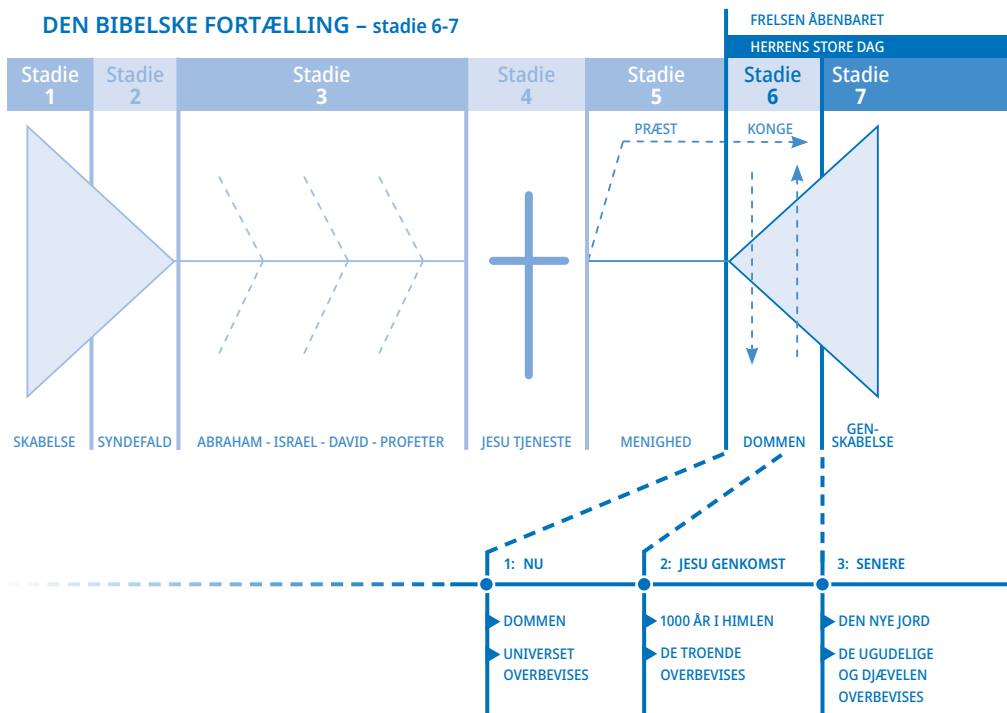 DEN BIBELSKE FORTÆLLING – stadie 6-7
FRELSEN ÅBENBARET
HERRENS STORE DAG
Stadie
1
Stadie
2
Stadie
3
Stadie
4
Stadie
5
Stadie
6
Stadie
7
PRÆST
KONGE
SKABELSE
SYNDEFALD
ABRAHAM - ISRAEL - DAVID - PROFETER
JESU TJENESTE
MENIGHED
DOMMEN
GEN-
SKABELSE
1: NU
DOMMEN
UNIVERSET
OVERBEVISES
2: JESU GENKOMST
1000 ÅR I HIMLEN
DE TROENDE
OVERBEVISES
3: SENERE
DEN NYE JORD
DE UGUDELIGE
OG DJÆVELEN
OVERBEVISES